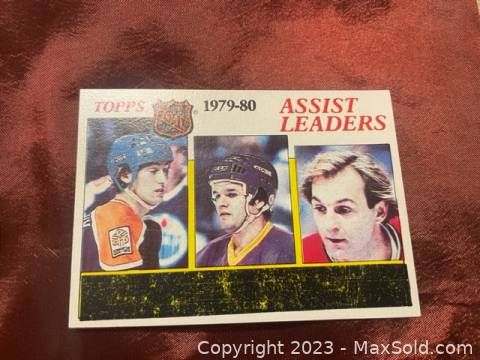 TOPPS 1979-80 ASSIST
LEADERS
Copyright © 2023 - MaxSold.com